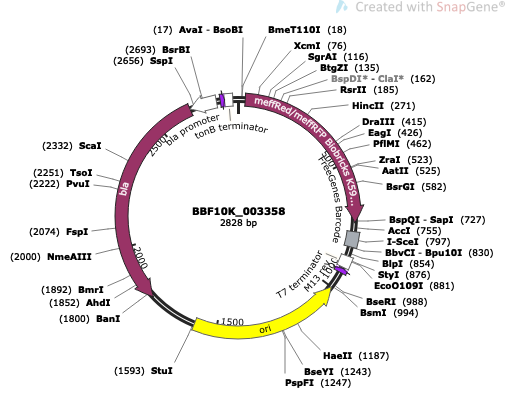 Created with SnapGene®
(17) AvaI - BsoBI
BmeT110I (18)
(2693) BsrBI
(2656) SspI
XcmI (76)
SgrAI (116)
BtgZI (135)
BspDI* - ClaI* (162)
RsrII (185)
HincII (271)
DraIII (415)
EagI (426)
PflMI (462)
ZraI (523)
AatII (525)
BsrGI (582)
BspQI - SapI (727)
AccI (755)
I-SceI (797)
BbvCI - Bpu10I (830)
BlpI (854)
StyI (876)
EcoO109I (881)
BseRI (988)
BsmI (994)
HaeII (1187)
BseYI (1243)
PspFI (1247)
(1593) StuI
(1800) BanI
(1852) AhdI
(1892) BmrI
(2000) NmeAIII
(2074) FspI
(2222) PvuI
(2251) TsoI
(2332) ScaI
bla promoter
tonB terminator
meffRed/meffRFP Biobricks K59...
FreeGenes Barcode
T7 terminator
M13
ori
bla
1500
2000
2500
BBF10K_003358
2828 bp